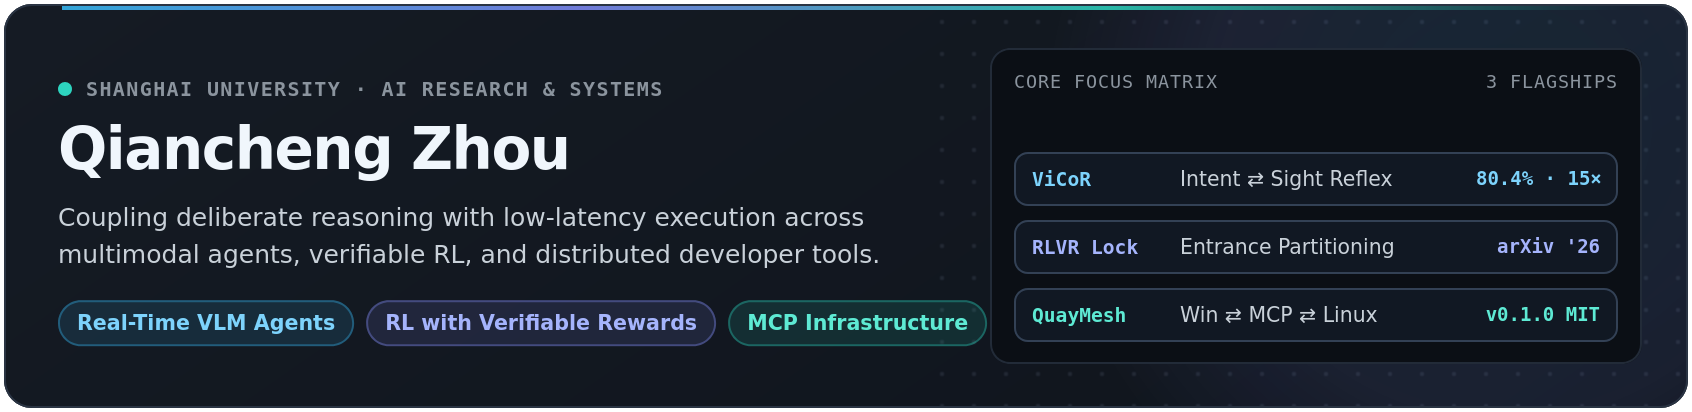 SHANGHAI UNIVERSITY · AI RESEARCH & SYSTEMS
Qiancheng Zhou
Coupling deliberate reasoning with low-latency execution across
multimodal agents, verifiable RL, and distributed developer tools.
Real-Time VLM Agents
RL with Verifiable Rewards
MCP Infrastructure
CORE FOCUS MATRIX 3 FLAGSHIPS
ViCoR Intent ⇄ Sight Reflex 80.4% · 15×
RLVR Lock Entrance Partitioning arXiv '26
QuayMesh Win ⇄ MCP ⇄ Linux v0.1.0 MIT